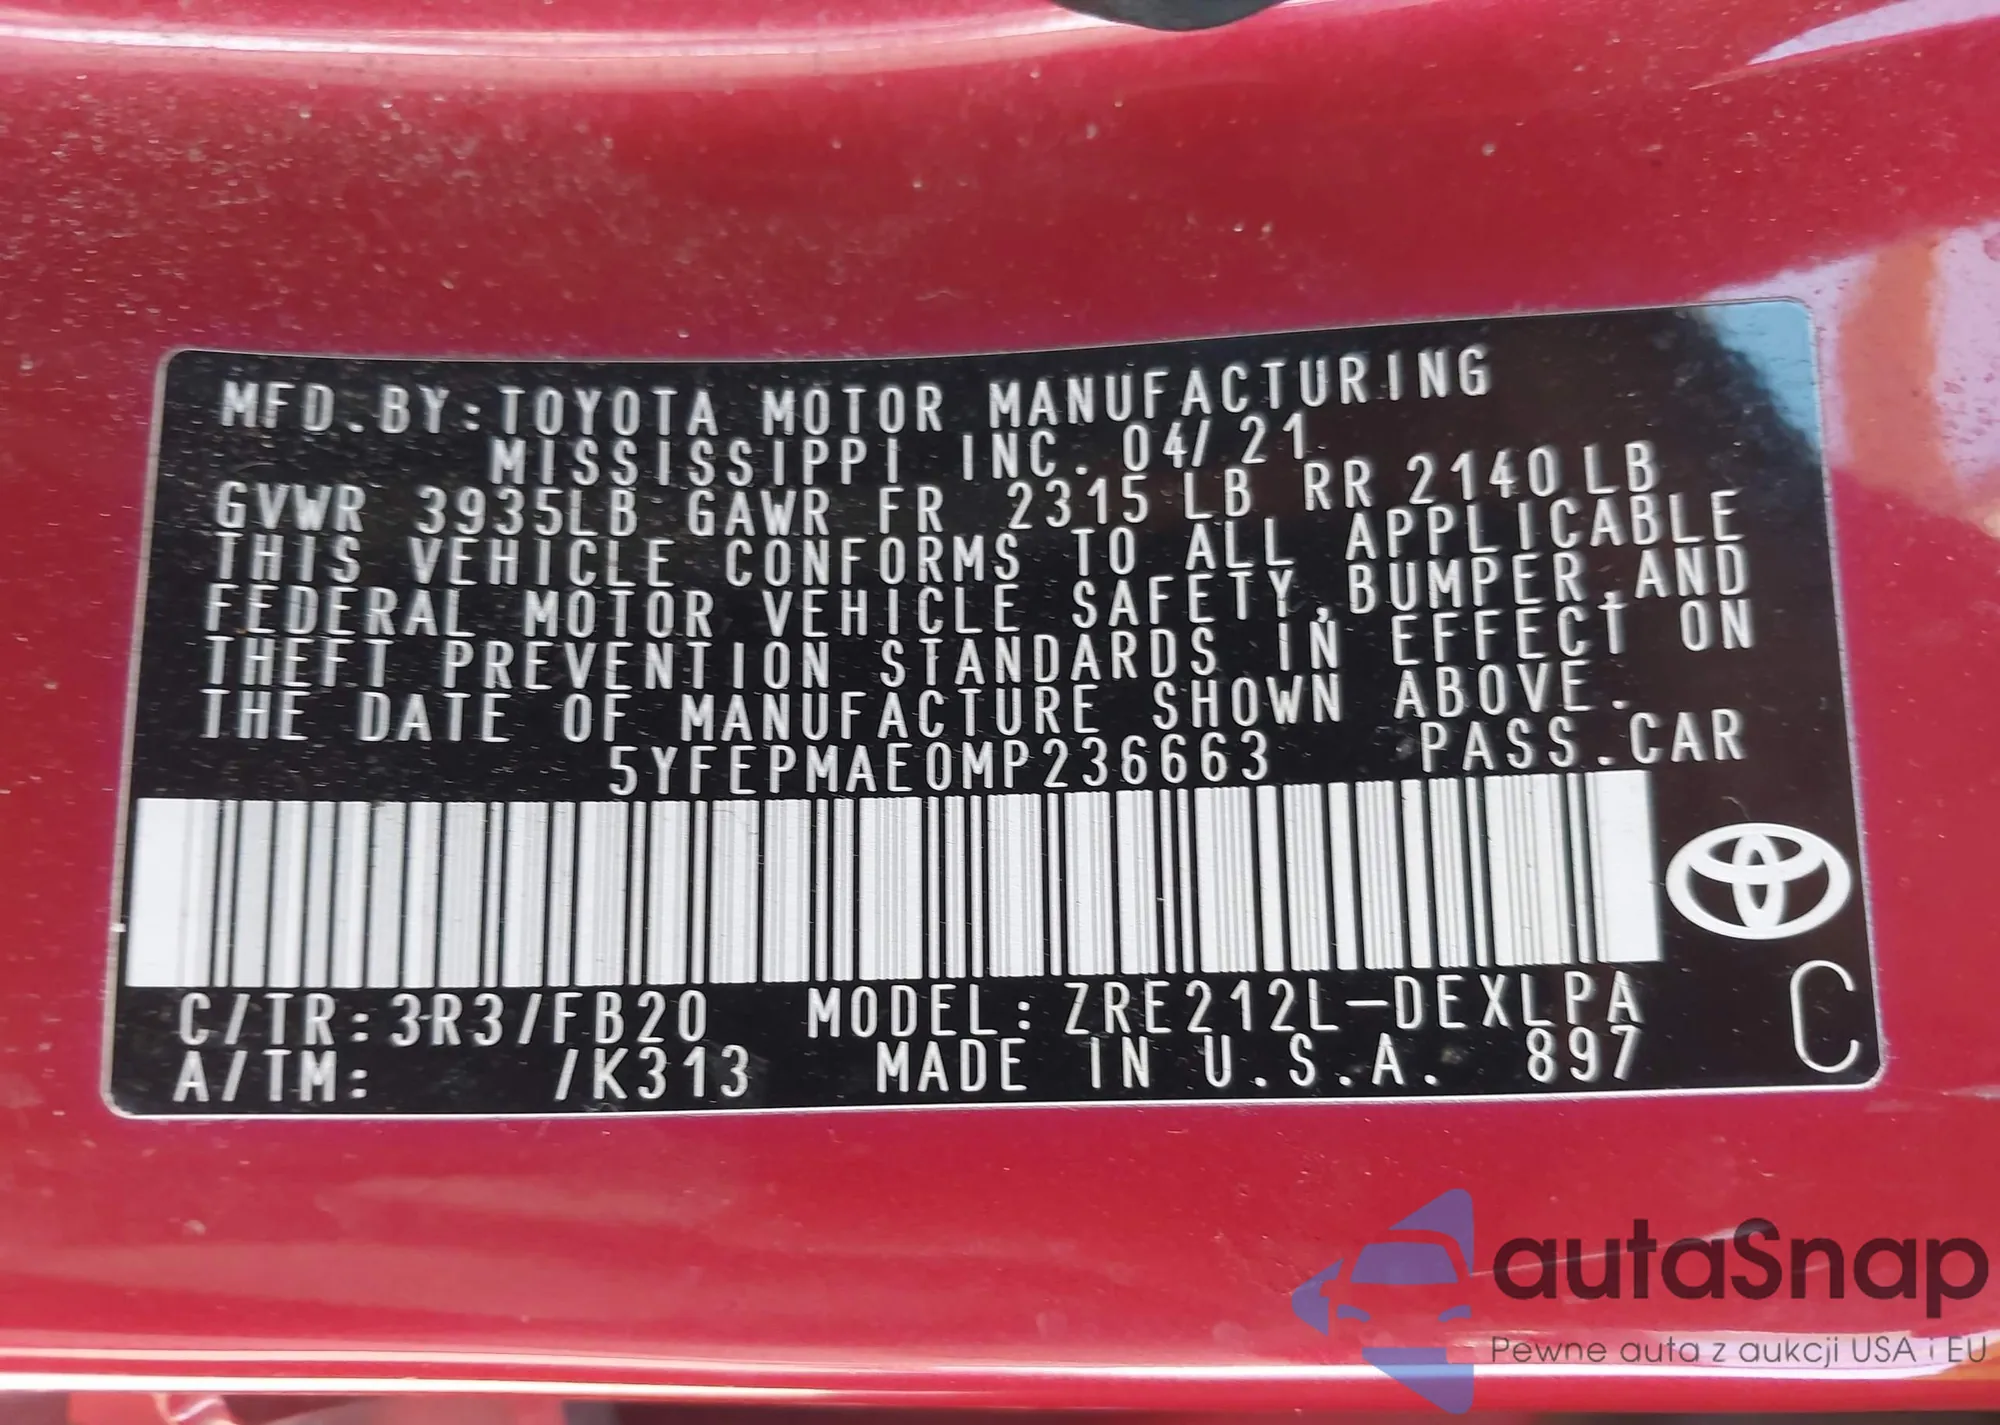 MFD.BY:TOYOTA MOTOR MANUFACTURING
MISSISSIPPI INC. 04/21
GVWR 3935LB GAWR FR 2315 LB RR 2140LB
THIS VEHICLE CONFORMS TO ALL APPLICABLE
FEDERAL MOTOR VEHICLE SAFETY,BUMPER,AND
THEFT PREVENTION STANDARDS IN EFFECT ON
THE DATE OF MANUFACTURE SHOWN ABOVE.
5YFEPMAE0MP236663 PASS.CAR
C/TR:3R3/FB20 MODEL:ZRE212L-DEXLPA
A/TM: /K313 MADE IN U.S.A. 897
C
autaSnap
Pewne auta z aukcji USA i EU